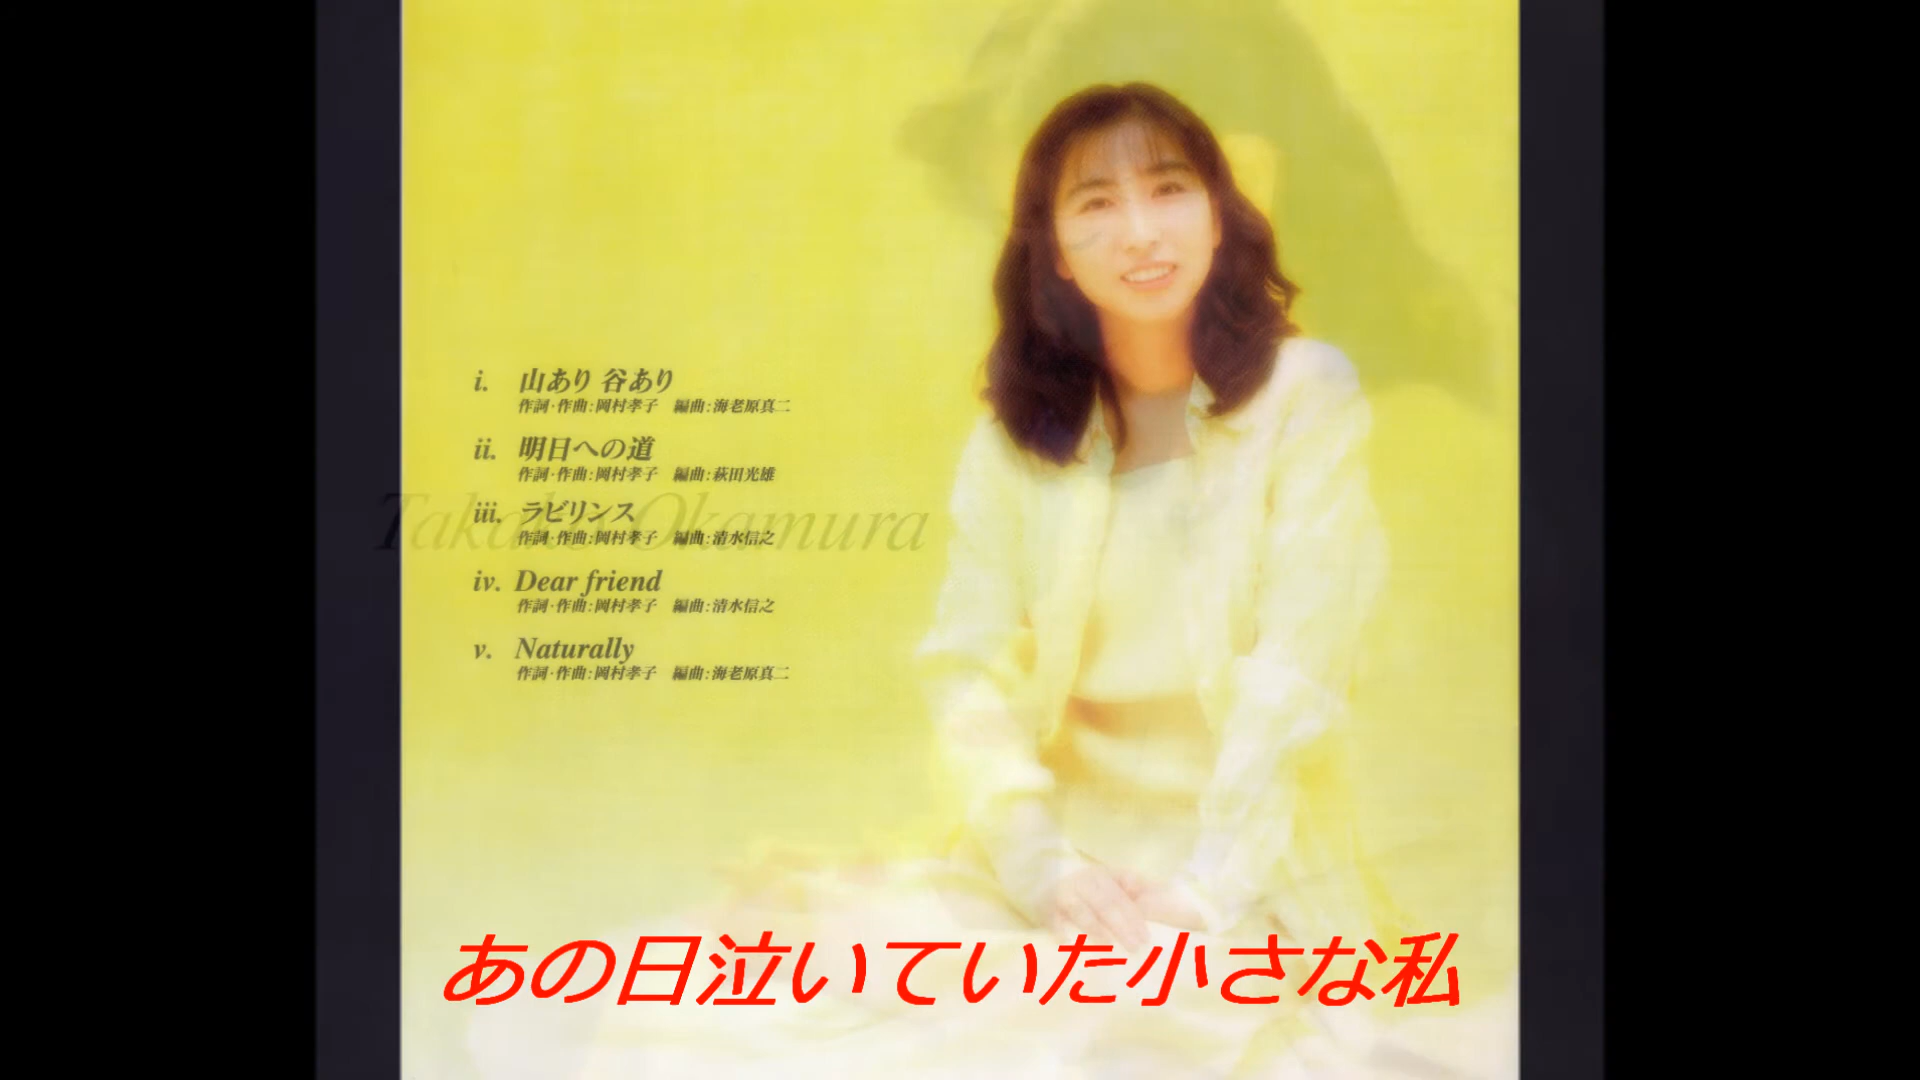 i. 山あり 谷あり
作詞・作曲:岡村孝子 編曲:海老原真二
ii. 明日への道
作詞・作曲:岡村孝子 編曲:萩田光雄
Takako Okamura
iii. ラビリンス
作詞・作曲:岡村孝子 編曲:清水信之
iv. Dear friend
作詞・作曲:岡村孝子 編曲:清水信之
v. Naturally
作詞・作曲:岡村孝子 編曲:海老原真二
あの日泣いていた小さな私